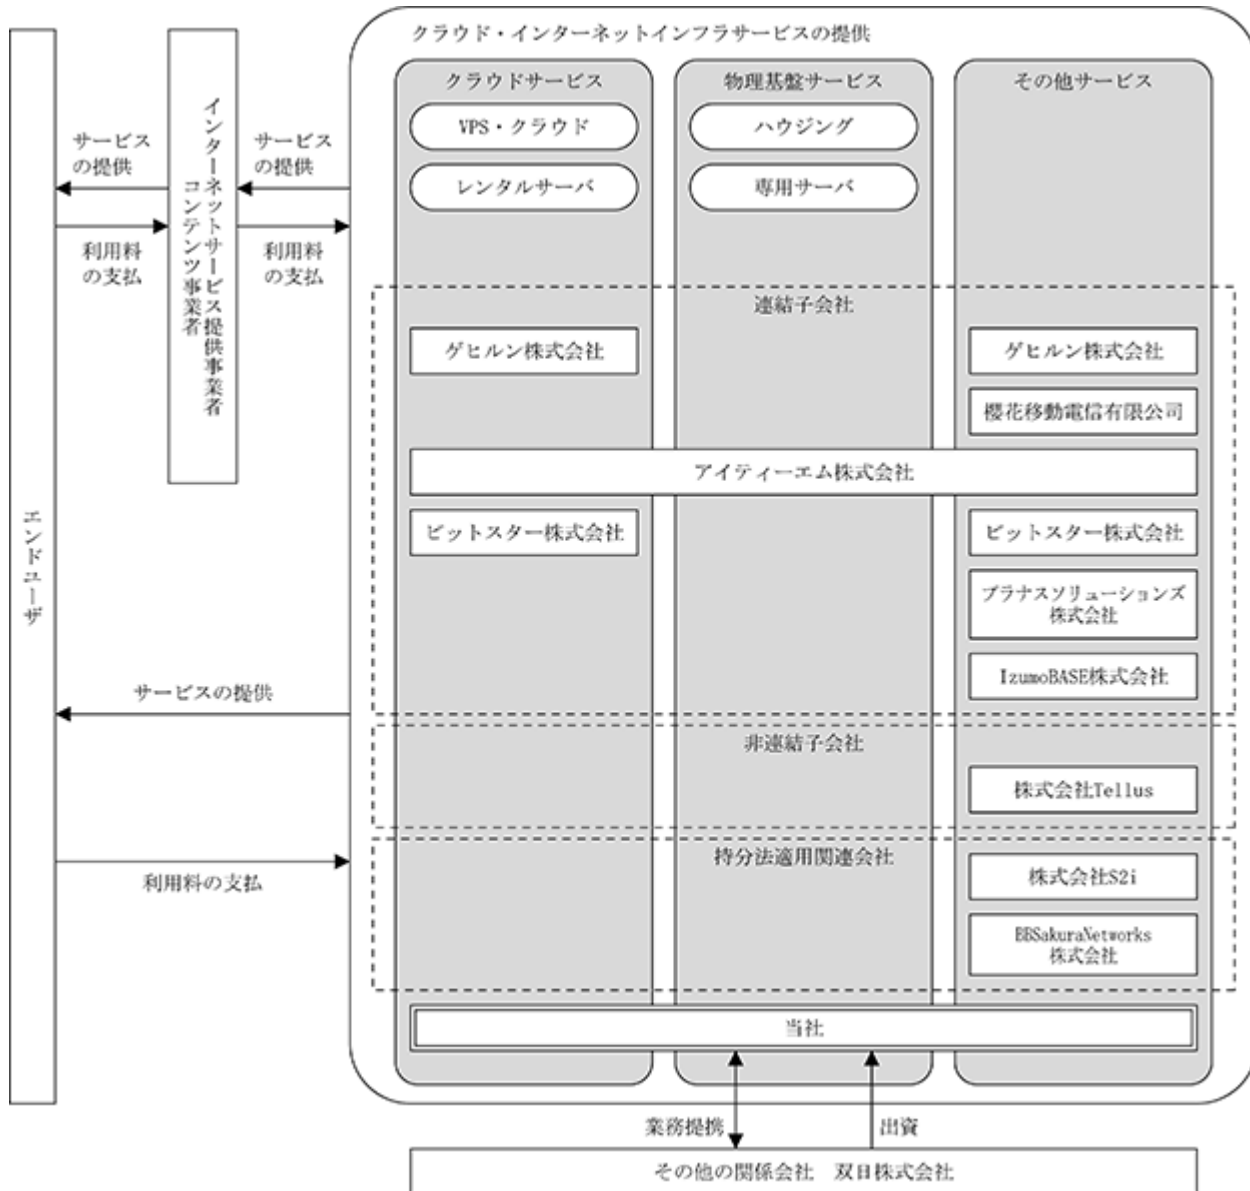 クラウド・インターネットインフラサービスの提供
クラウドサービス
VPS・クラウド
レンタルサーバ
物理基盤サービス
ハウジング
専用サーバ
その他サービス
サービス
の提供
利用料
の支払
インターネットサービス提供事業者
コンテンツ事業者
サービス
の提供
利用料
の支払
エンドユーザ
連結子会社
ゲヒルン株式会社
ゲヒルン株式会社
櫻花移動電信有限公司
アイティーエム株式会社
ビットスター株式会社
ビットスター株式会社
プラナスソリューションズ
株式会社
IzumoBASE株式会社
サービスの提供
非連結子会社
株式会社Tellus
利用料の支払
持分法適用関連会社
株式会社S2i
BBSakuraNetworks
株式会社
当社
業務提携
出資
その他の関係会社　双日株式会社